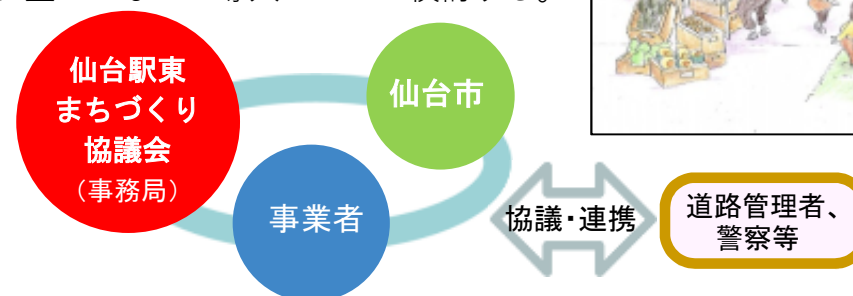 仙台駅東
まちづくり
協議会
（事務局）
仙台市
事業者
協議・連携
道路管理者、
警察等